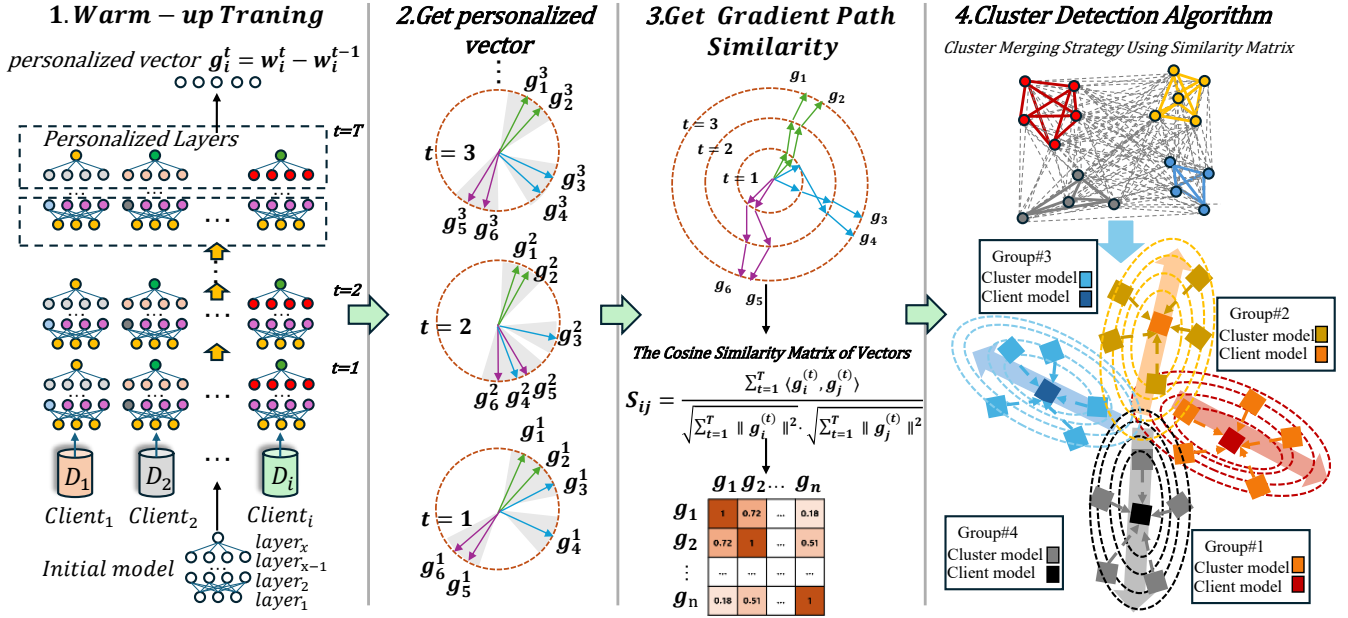 1.Warm − up Traning
personalized vector g_i^t = w_i^t − w_i^{t−1}
Personalized Layers
t=T
...
...
...
...
t=2
...
...
t=1
...
...
D_1
D_2
...
D_i
Client_1
Client_2
Client_i
Initial model
layer_x
layer_{x−1}
layer_2
layer_1
2.Get personalized
vector
g_1^3
g_2^3
t = 3
g_3^3
g_4^3
g_5^3
g_6^3
g_1^2
g_2^2
t = 2
g_3^2
g_6^2
g_4^2
g_5^2
g_1^1
g_2^1
g_3^1
t = 1
g_4^1
g_6^1
g_5^1
3.Get Gradient Path
Similarity
g_1
g_2
t = 3
t = 2
t = 1
g_3
g_4
g_6
g_5
The Cosine Similarity Matrix of Vectors
S_{ij} = \frac{\sum_{t=1}^{T} ⟨g_i^{(t)}, g_j^{(t)}⟩}{\sqrt{\sum_{t=1}^{T} ∥ g_i^{(t)} ∥^2} · \sqrt{\sum_{t=1}^{T} ∥ g_j^{(t)} ∥^2}}
g_1 g_2 ... g_n
g_1 1 0.72 ... 0.18
g_2 0.72 1 ... 0.51
⋮ ... ... ... ...
g_n 0.18 0.51 ... 1
4.Cluster Detection Algorithm
Cluster Merging Strategy Using Similarity Matrix
Group#3
Cluster model
Client model
Group#2
Cluster model
Client model
Group#4
Cluster model
Client model
Group#1
Cluster model
Client model